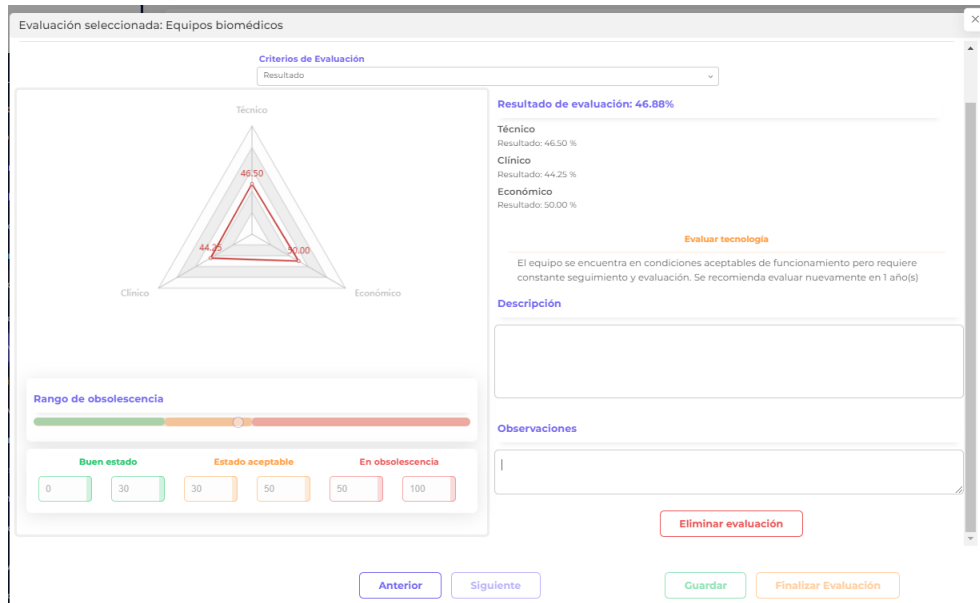 Evaluación seleccionada: Equipos biomédicos
Criterios de Evaluación
Resultado
Técnico
46.50
44.25
50.00
Clínico
Económico
Rango de obsolescencia
Buen estado
Estado aceptable
En obsolescencia
0
30
30
50
50
100
Resultado de evaluación: 46.88%
Técnico
Resultado: 46.50 %
Clínico
Resultado: 44.25 %
Económico
Resultado: 50.00 %
Evaluar tecnología
El equipo se encuentra en condiciones aceptables de funcionamiento pero requiere
constante seguimiento y evaluación. Se recomienda evaluar nuevamente en 1 año(s)
Descripción
Observaciones
Eliminar evaluación
Anterior
Siguiente
Guardar
Finalizar Evaluación